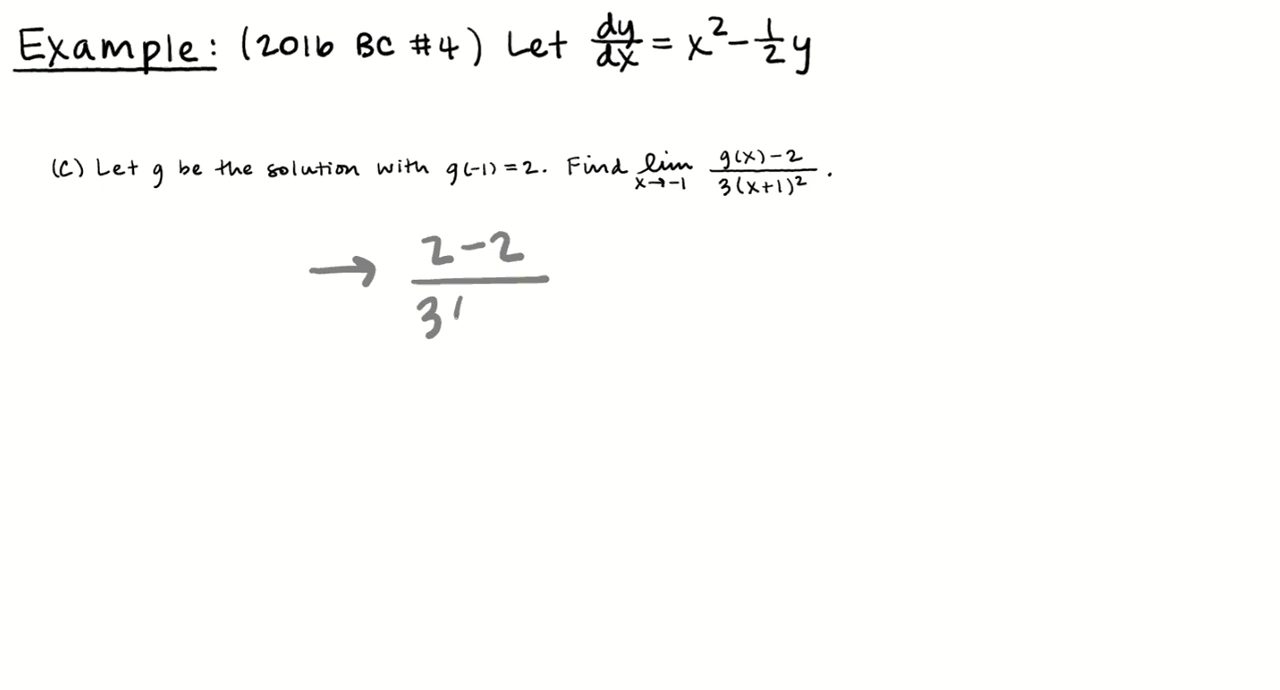 Example: (2016 BC #4) Let dy/dx = x² - 1/2 y
(C) Let g be the solution with g(-1) = 2. Find lim x→-1 g(x)-2 / 3(x+1)².
→ 2-2 / 3(